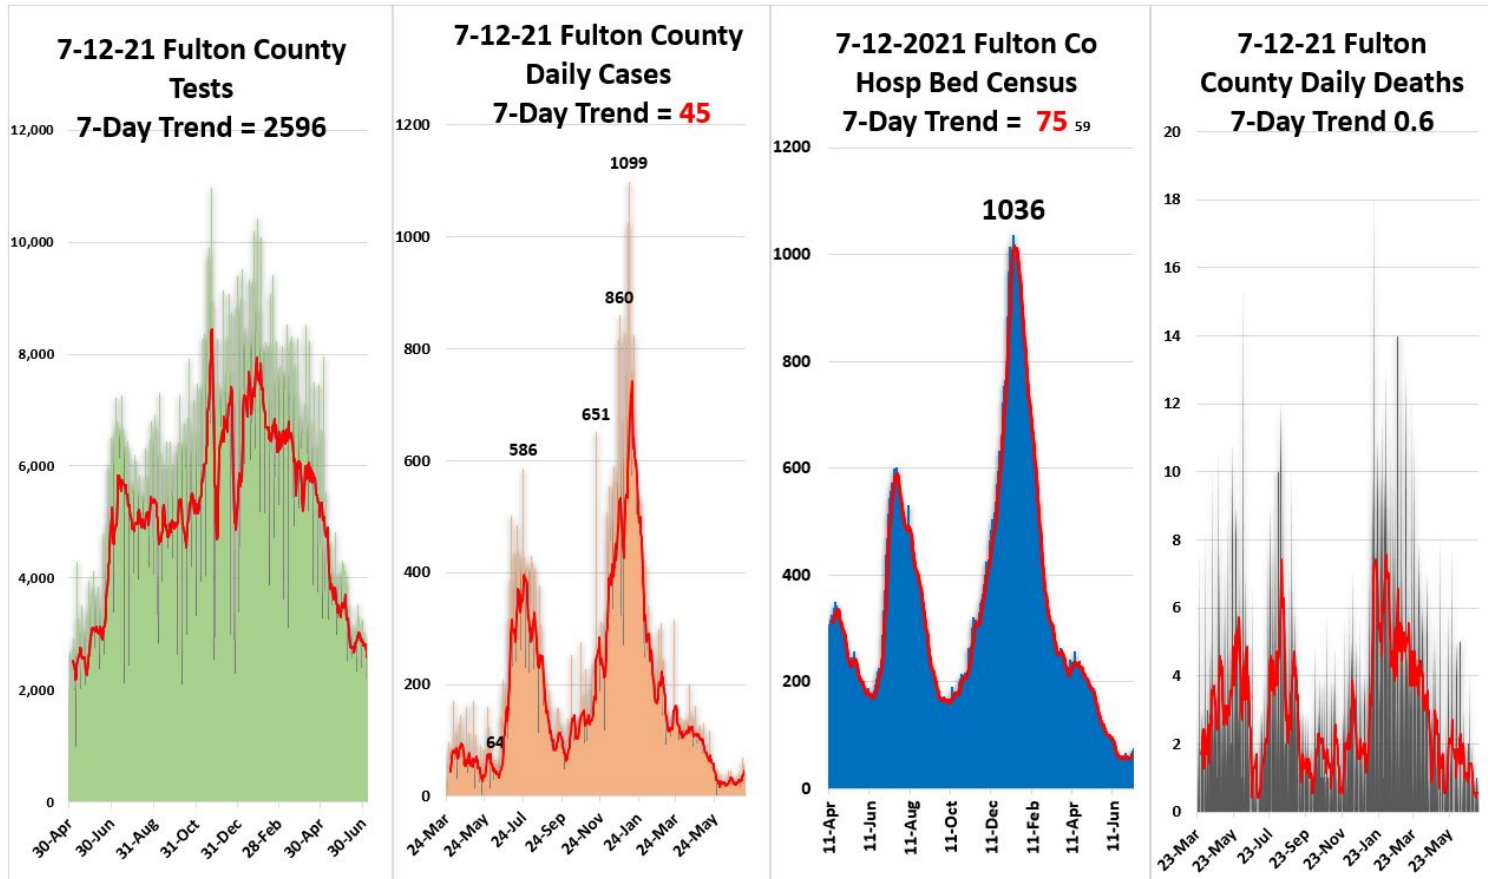 7-12-21 Fulton County
Tests
7-Day Trend = 2596
12,000
10,000
8,000
6,000
4,000
2,000
0
30-Apr
30-Jun
31-Aug
31-Oct
31-Dec
28-Feb
30-Apr
30-Jun
7-12-21 Fulton County
Daily Cases
7-Day Trend = 45
1200
1000
800
600
400
200
0
1099
860
651
586
64
24-Mar
24-May
24-Jul
24-Sep
24-Nov
24-Jan
24-Mar
24-May
7-12-2021 Fulton Co
Hosp Bed Census
7-Day Trend = 75 59
1200
1000
800
600
400
200
0
1036
11-Apr
11-Jun
11-Aug
11-Oct
11-Dec
11-Feb
11-Apr
11-Jun
7-12-21 Fulton
County Daily Deaths
7-Day Trend 0.6
20
18
16
14
12
10
8
6
4
2
0
23-Mar
23-May
23-Jul
23-Sep
23-Nov
23-Jan
23-Mar
23-May